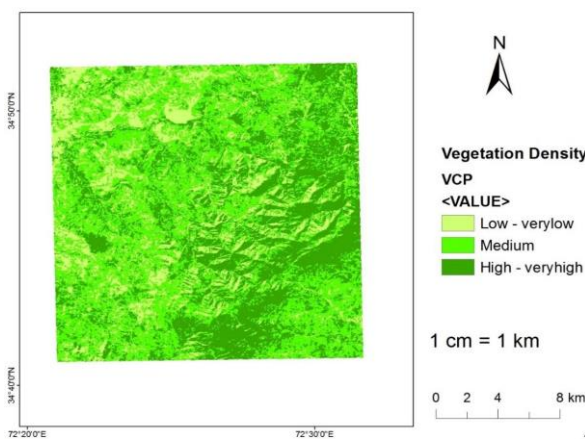 N
34°50'0"N
34°40'0"N
72°20'0"E
72°30'0"E
Vegetation Density
VCP
<VALUE>
Low - verylow
Medium
High - veryhigh
1 cm = 1 km
0 2 4 8 km